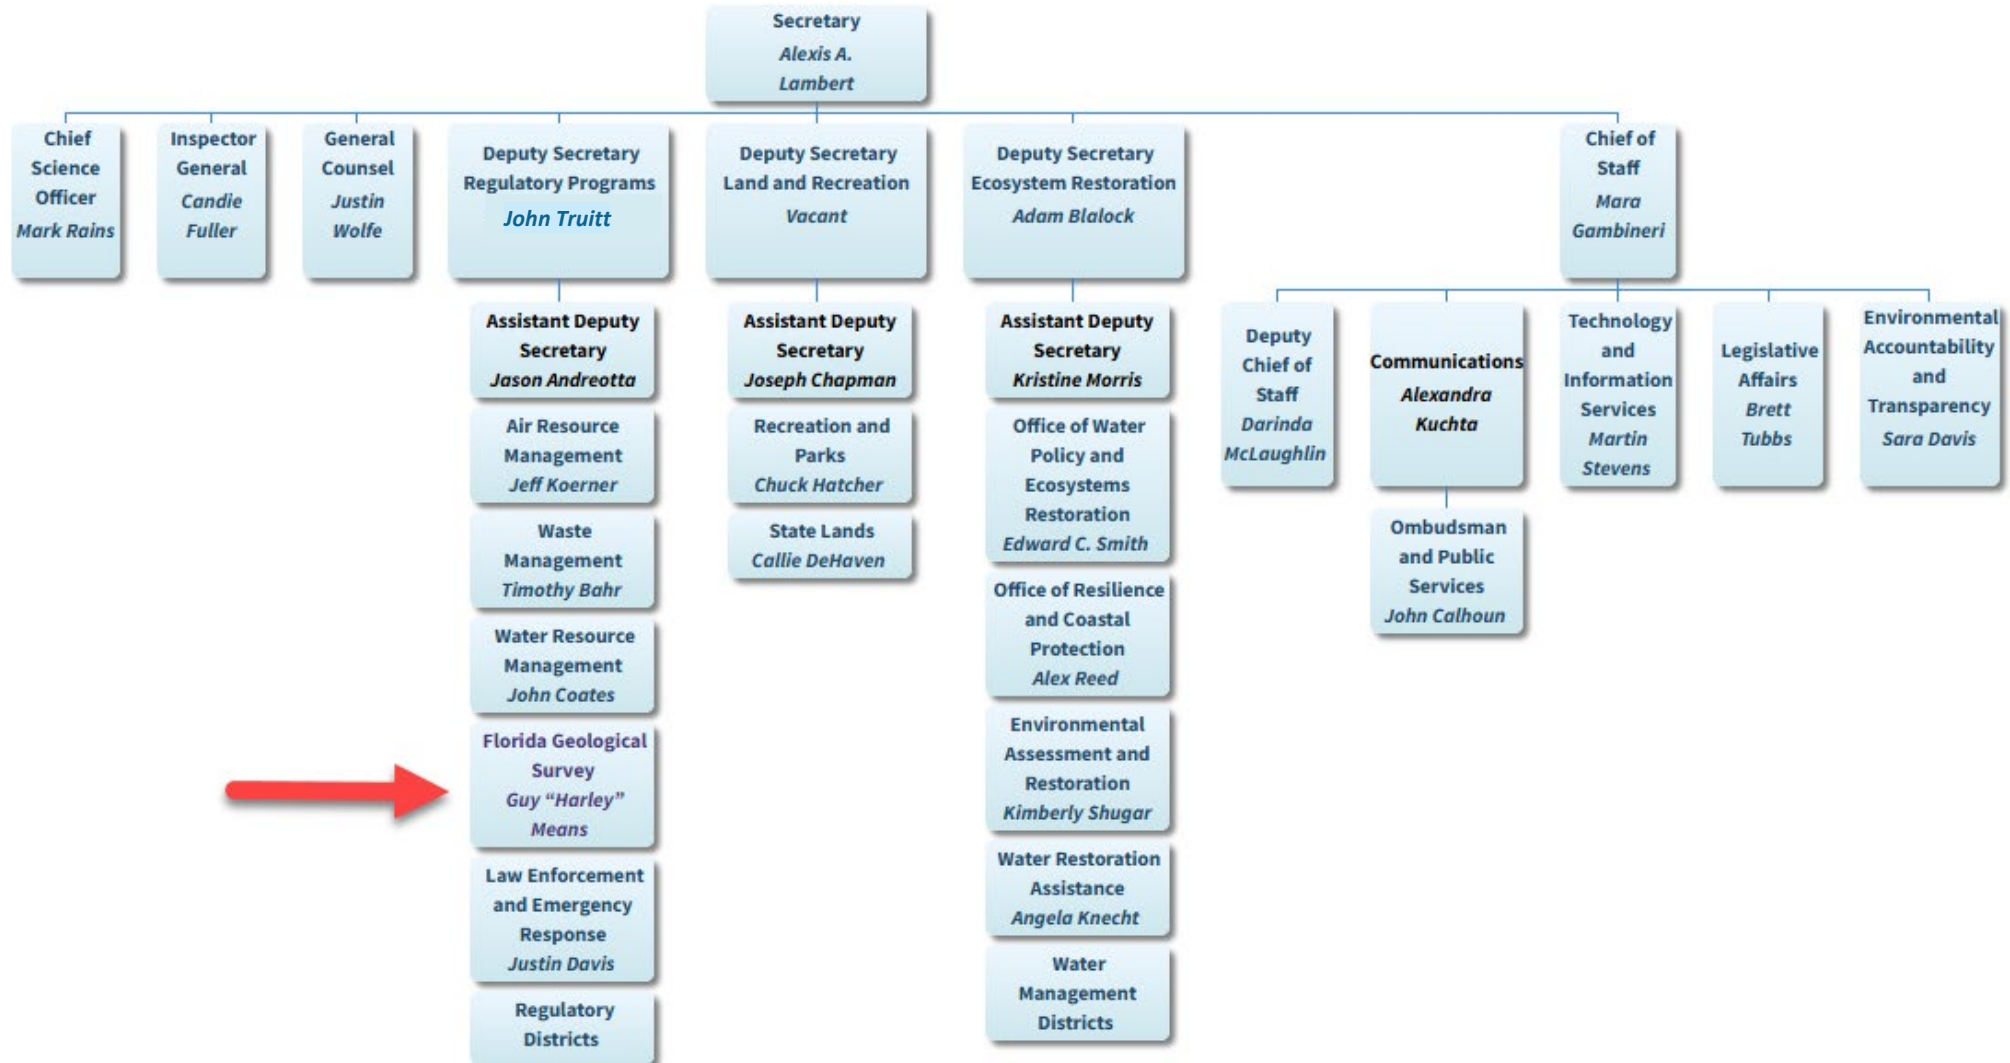 Secretary
Alexis A.
Lambert
Chief
Science
Officer
Mark Rains
Inspector
General
Candie
Fuller
General
Counsel
Justin
Wolfe
Deputy Secretary
Regulatory Programs
John Truitt
Deputy Secretary
Land and Recreation
Vacant
Deputy Secretary
Ecosystem Restoration
Adam Blalock
Chief of
Staff
Mara
Gambineri
Assistant Deputy
Secretary
Jason Andreotta
Air Resource
Management
Jeff Koerner
Waste
Management
Timothy Bahr
Water Resource
Management
John Coates
Florida Geological
Survey
Guy “Harley”
Means
Law Enforcement
and Emergency
Response
Justin Davis
Regulatory
Districts
Assistant Deputy
Secretary
Joseph Chapman
Recreation and
Parks
Chuck Hatcher
State Lands
Callie DeHaven
Assistant Deputy
Secretary
Kristine Morris
Office of Water
Policy and
Ecosystems
Restoration
Edward C. Smith
Office of Resilience
and Coastal
Protection
Alex Reed
Environmental
Assessment and
Restoration
Kimberly Shugar
Water Restoration
Assistance
Angela Knecht
Water
Management
Districts
Deputy
Chief of
Staff
Darinda
McLaughlin
Communications
Alexandra
Kuchta
Ombudsman
and Public
Services
John Calhoun
Technology
and
Information
Services
Martin
Stevens
Legislative
Affairs
Brett
Tubbs
Environmental
Accountability
and
Transparency
Sara Davis